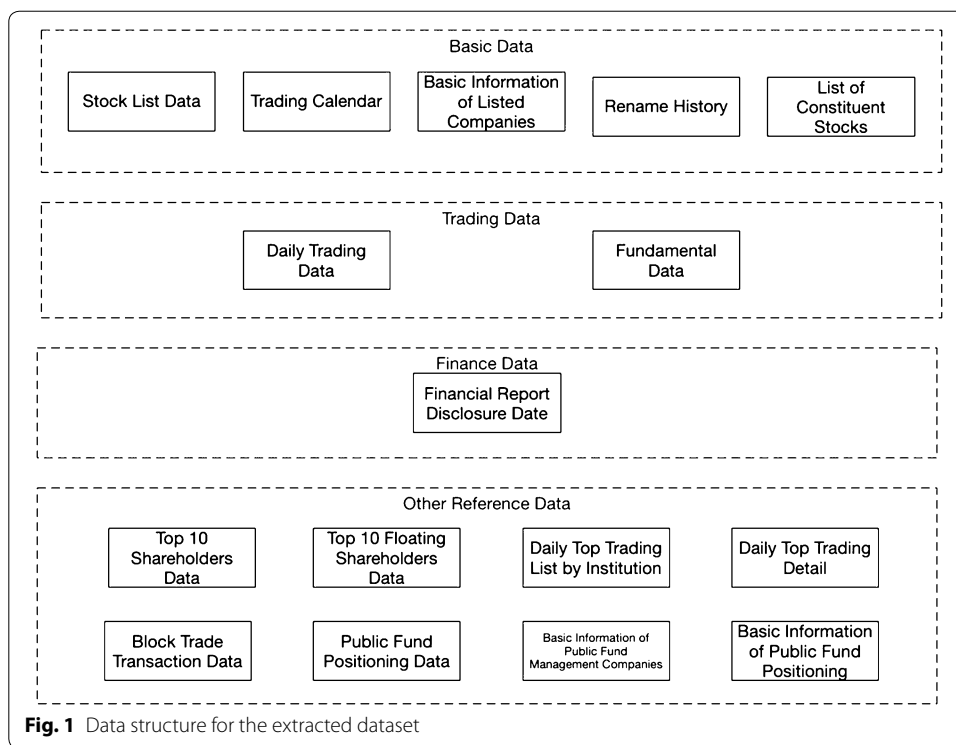 Basic Data
Stock List Data
Trading Calendar
Basic Information
of Listed
Companies
Rename History
List of
Constituent
Stocks
Trading Data
Daily Trading
Data
Fundamental
Data
Finance Data
Financial Report
Disclosure Date
Other Reference Data
Top 10
Shareholders
Data
Top 10 Floating
Shareholders
Data
Daily Top Trading
List by Institution
Daily Top Trading
Detail
Block Trade
Transaction Data
Public Fund
Positioning Data
Basic Information of
Public Fund
Management Companies
Basic Information
of Public Fund
Positioning
Fig. 1 Data structure for the extracted dataset